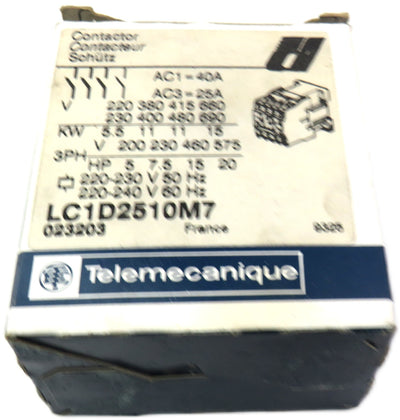 Contactor
Contacteur
Schütz
AC1=40A
AC3=25A
V 220 380 415 660
230 400 480 690
KW 5.5 11 11 15
3PH V 200 230 460 575
HP 5 7.5 15 20
220-230 V 50 Hz
220-240 V 60 Hz
LC1D2510M7
023203 France 9325
Telemecanique